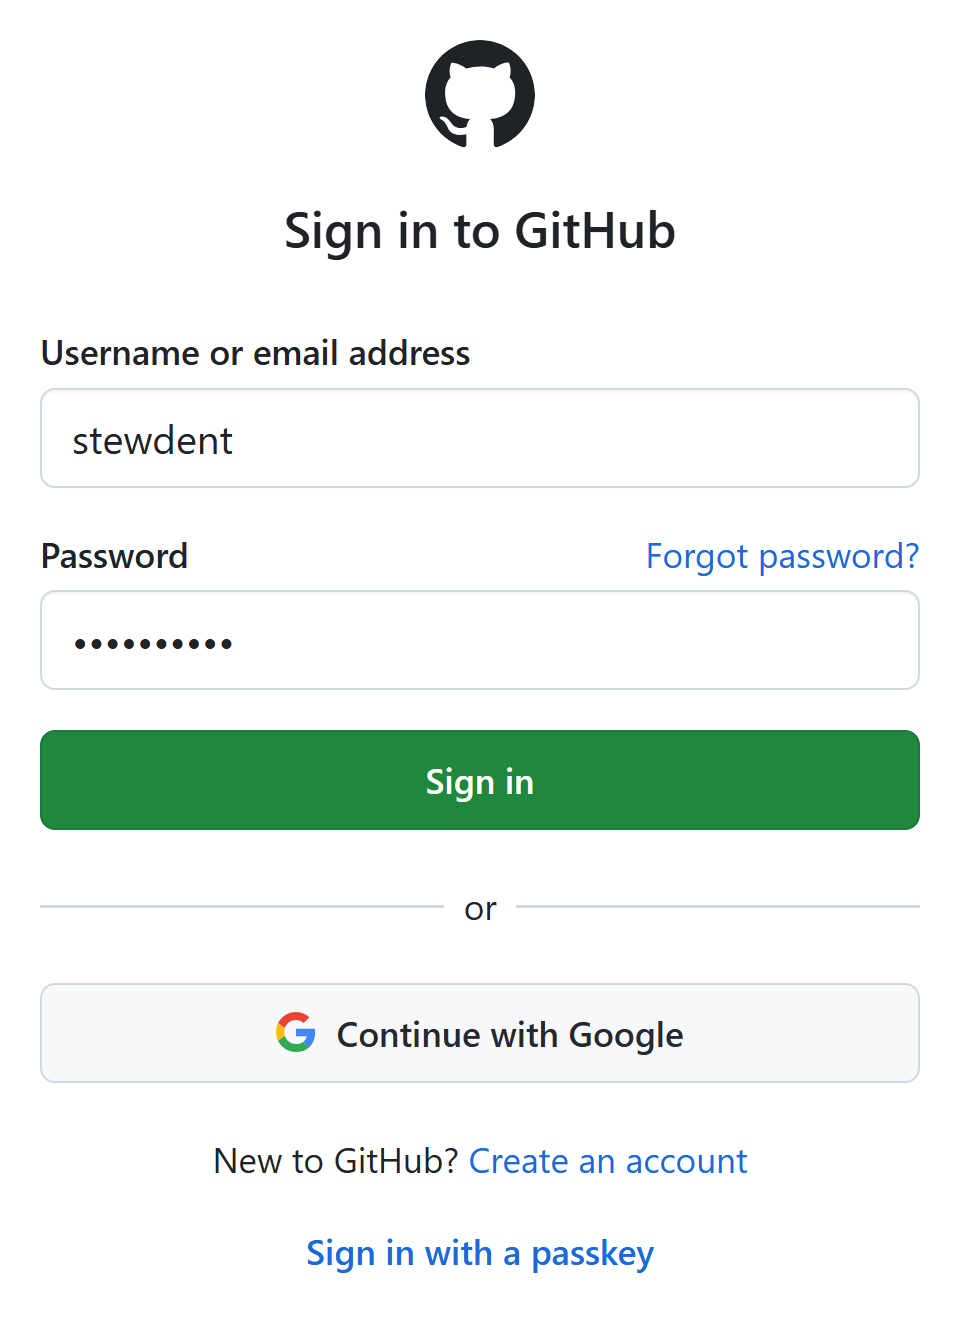 Sign in to GitHub
Username or email address
stewdent
Password Forgot password?
••••••••••
Sign in
or
Continue with Google
New to GitHub? Create an account
Sign in with a passkey